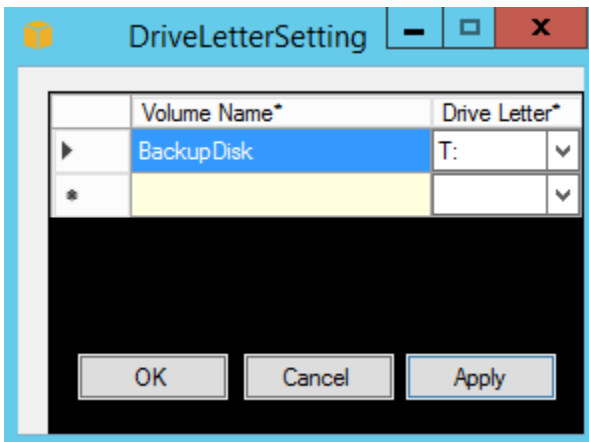 DriveLetterSetting
Volume Name* Drive Letter*
BackupDisk T:
OK Cancel Apply